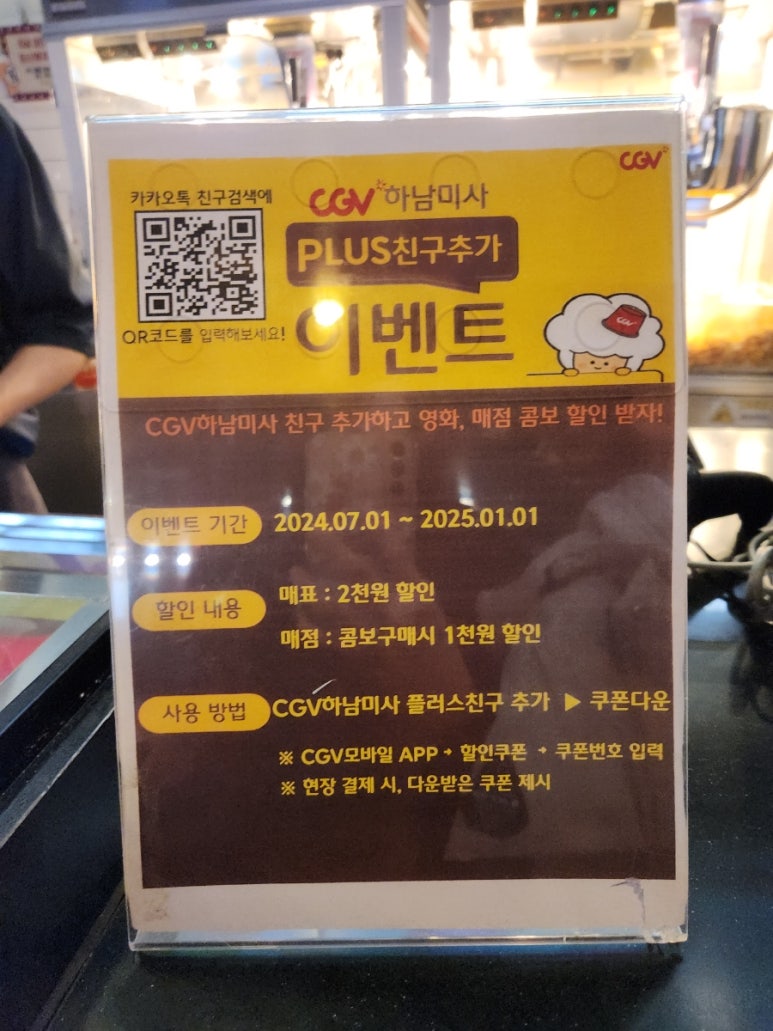 CGV
카카오톡 친구검색에
QR코드를 입력해보세요!
CGV 하남미사
PLUS친구추가
이벤트
CGV
CGV하남미사 친구 추가하고 영화, 매점 콤보 할인 받자!
이벤트 기간 2024.07.01 ~ 2025.01.01
할인 내용 매표 : 2천원 할인
매점 : 콤보구매시 1천원 할인
사용 방법 CGV하남미사 플러스친구 추가 ▶ 쿠폰다운
※ CGV모바일 APP → 할인쿠폰 → 쿠폰번호 입력
※ 현장 결제 시, 다운받은 쿠폰 제시